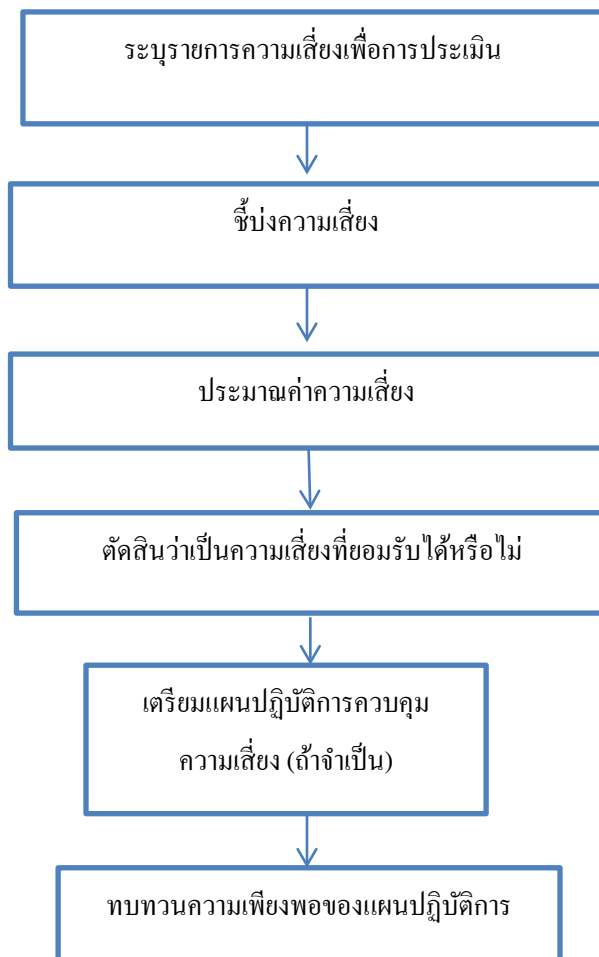 ระบุรายการความเสี่ยงเพื่อการประเมิน
ชี้บ่งความเสี่ยง
ประมาณค่าความเสี่ยง
ตัดสินว่าเป็นความเสี่ยงที่ยอมรับได้หรือไม่
เตรียมแผนปฏิบัติการควบคุม
ความเสี่ยง (ถ้าจำเป็น)
ทบทวนความเพียงพอของแผนปฏิบัติการ